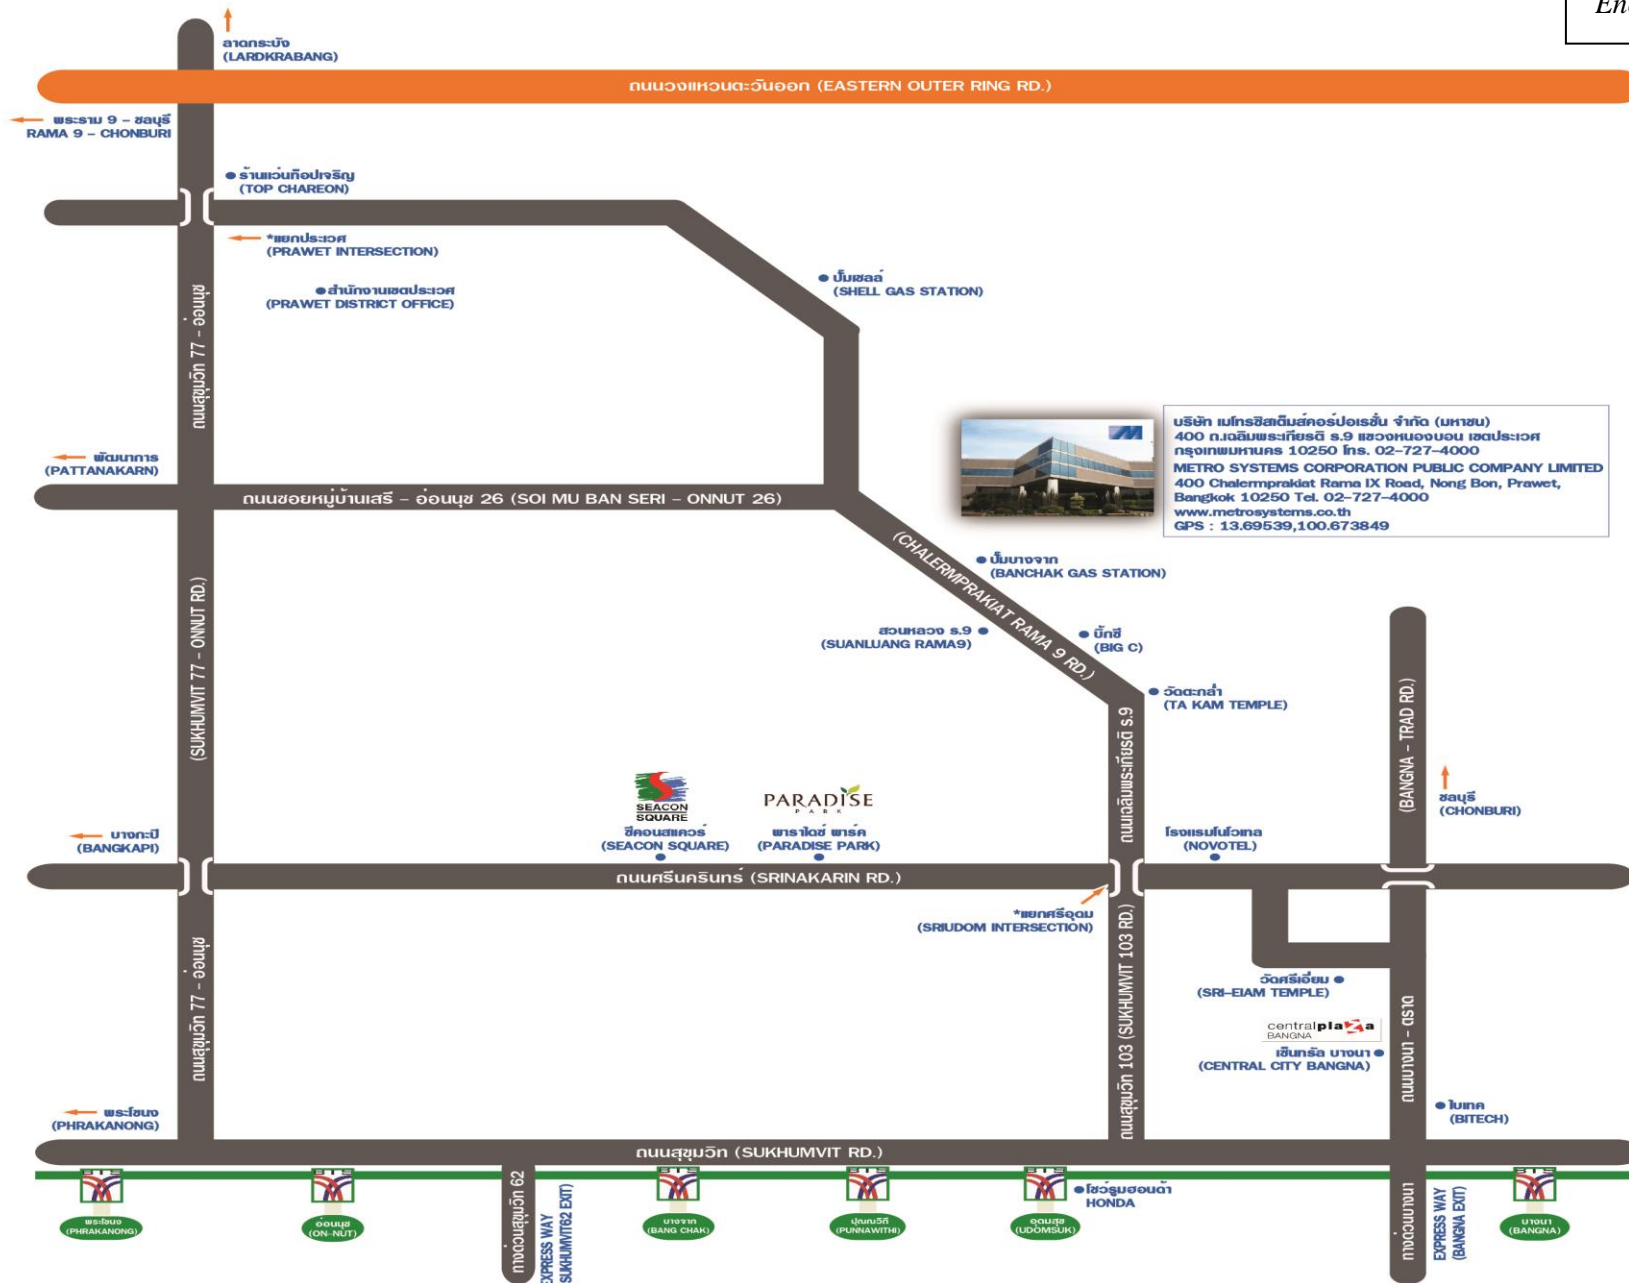 ลาดกระบัง
(LARDKRABANG)
ถนนวงแหวนตะวันออก (EASTERN OUTER RING RD.)
พระราม 9 – ชลบุรี
RAMA 9 – CHONBURI
ร้านแว่นท็อปเจริญ
(TOP CHAREON)
*แยกประเวศ
(PRAWET INTERSECTION)
สำนักงานเขตประเวศ
(PRAWET DISTRICT OFFICE)
ปั๊มเชลล์
(SHELL GAS STATION)
ถนนสุขุมวิท 77 - อ่อนนุช
บริษัท เมโทรซิสเต็มส์คอร์ปอเรชั่น จำกัด (มหาชน)
400 ถ.เฉลิมพระเกียรติ ร.9 แขวงหนองบอน เขตประเวศ
กรุงเทพมหานคร 10250 โทร. 02-727-4000
METRO SYSTEMS CORPORATION PUBLIC COMPANY LIMITED
400 Chalermprakiat Rama IX Road, Nong Bon, Prawet,
Bangkok 10250 Tel. 02-727-4000
www.metrosystems.co.th
GPS : 13.69539,100.673849
พัฒนาการ
(PATTANAKARN)
ถนนซอยหมู่บ้านเสรี – อ่อนนุช 26 (SOI MU BAN SERI – ONNUT 26)
(CHALERMPRAKIAT RAMA 9 RD.)
ปั๊มบางจาก
(BANCHAK GAS STATION)
สวนหลวง ร.9
(SUANLUANG RAMA9)
บิ๊กซี
(BIG C)
วัดตะกล่ำ
(TA KAM TEMPLE)
(SUKHUMVIT 77 - ONNUT RD.)
ถนนเฉลิมพระเกียรติ ร.9
(BANGNA - TRAD RD.)
ชลบุรี
(CHONBURI)
SEACON
SQUARE
ซีคอนสแควร์
(SEACON SQUARE)
PARADISE
PARK
พาราไดซ์ พาร์ค
(PARADISE PARK)
โรงแรมโนโวเทล
(NOVOTEL)
บางกะปิ
(BANGKAPI)
ถนนศรีนครินทร์ (SRINAKARIN RD.)
*แยกศรีอุดม
(SRIUDOM INTERSECTION)
ถนนสุขุมวิท 77 - อ่อนนุช
ถนนสุขุมวิท 103 (SUKHUMVIT 103 RD.)
วัดศรีเอี่ยม
(SRI-EIAM TEMPLE)
centralplaza
BANGNA
เซ็นทรัล บางนา
(CENTRAL CITY BANGNA)
ถนนบางนา - ตราด
ไบเทค
(BITECH)
พระโขนง
(PHRAKANONG)
ถนนสุขุมวิท (SUKHUMVIT RD.)
พระโขนง
(PHRAKANONG)
อ่อนนุช
(ON-NUT)
ทางด่วนสุขุมวิท 62
EXPRESS WAY
SUKHUMVIT62 EXIT)
บางจาก
(BANG CHAK)
ปุณณวิถี
(PUNNAWITHI)
อุดมสุข
(UDOMSUK)
โชว์รูมฮอนด้า
HONDA
ทางด่วนบางนา
EXPRESS WAY
(BANGNA EXIT)
บางนา
(BANGNA)